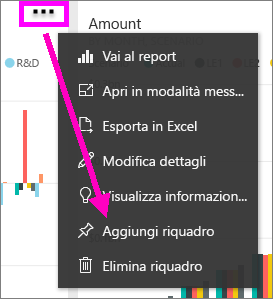 Amount
R&D
Vai al report
Apri in modalità mess...
Esporta in Excel
Modifica dettagli
Visualizza informazion...
Aggiungi riquadro
Elimina riquadro